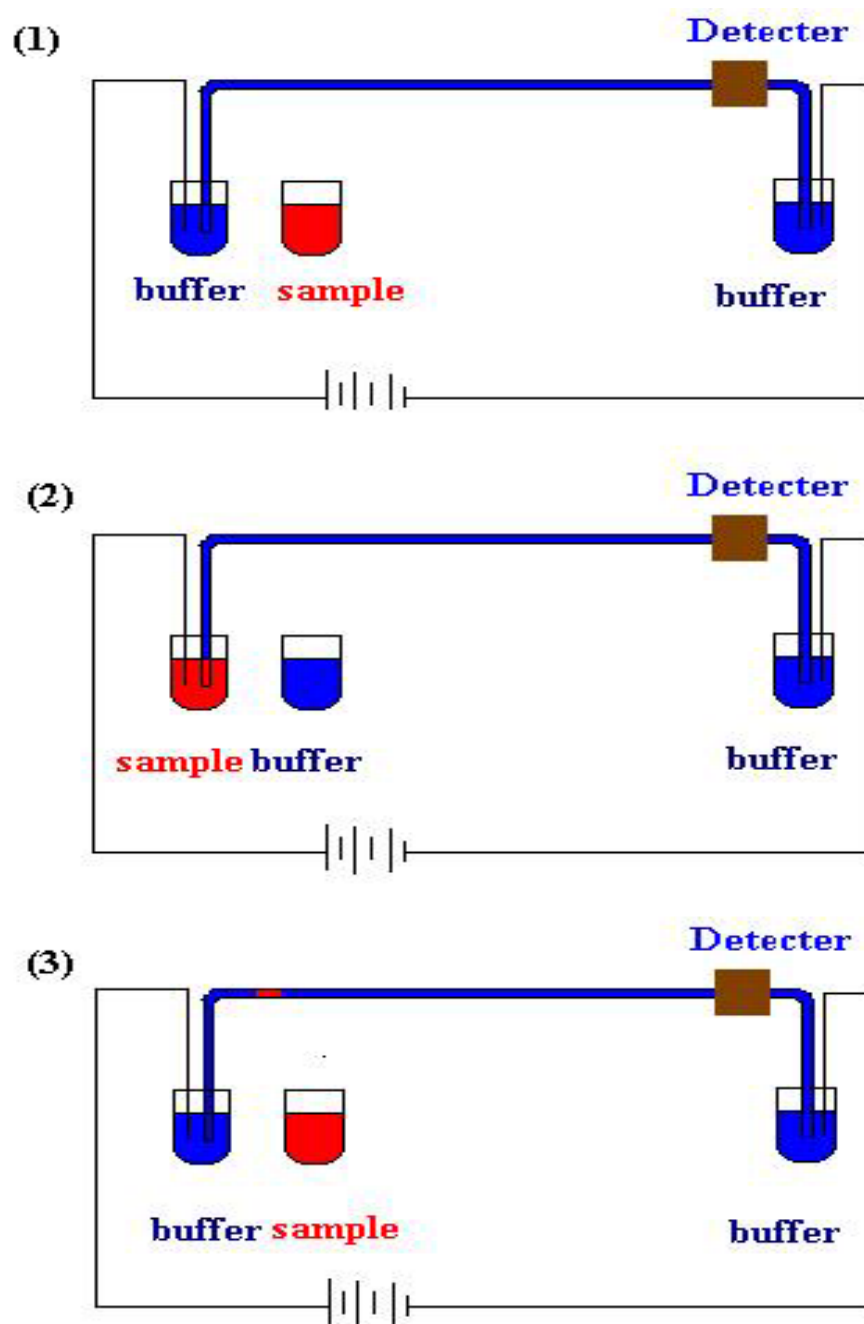 (1)
Detecter
buffer sample
buffer
(2)
Detecter
sample buffer
buffer
(3)
Detecter
buffer sample
buffer